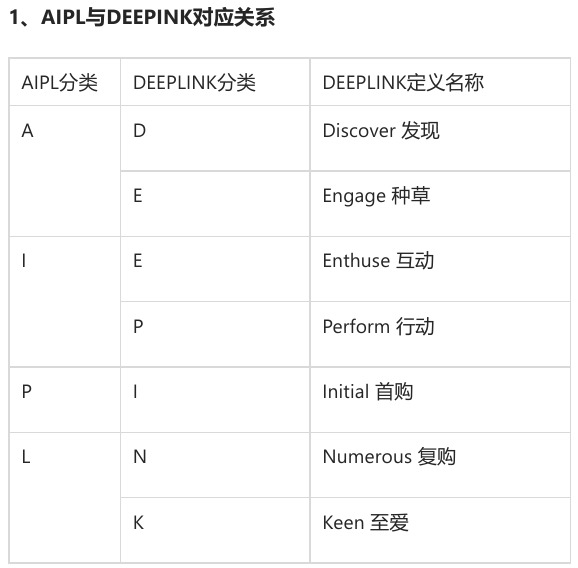 1、AIPL与DEEPINK对应关系
AIPL分类 DEEPLINK分类 DEEPLINK定义名称
A D Discover 发现
E Engage 种草
I E Enthuse 互动
P Perform 行动
P I Initial 首购
L N Numerous 复购
K Keen 至爱